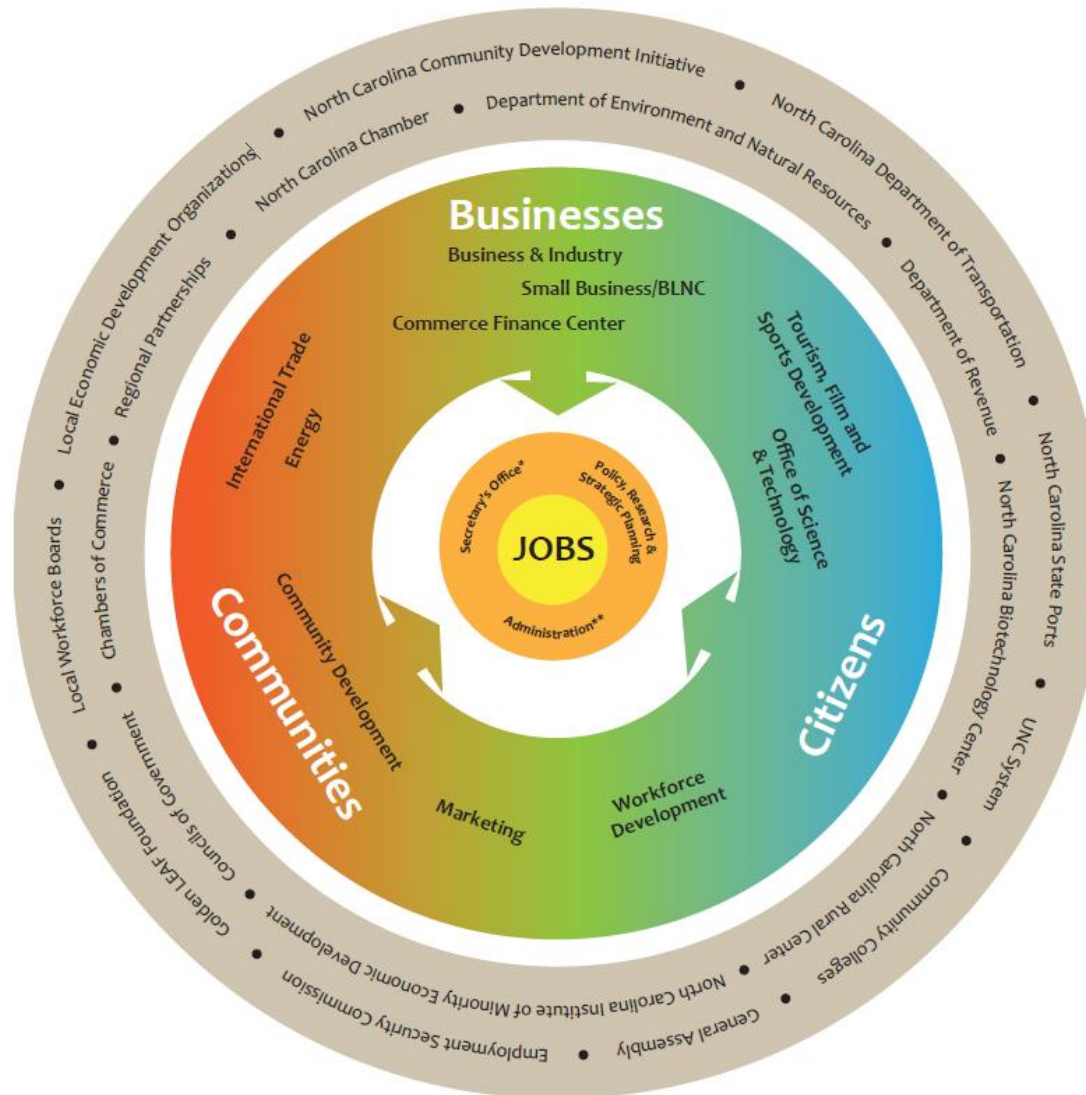 North Carolina Community Development Initiative
North Carolina Department of Transportation
North Carolina State Ports
UNC System
Community Colleges
General Assembly
Employment Security Commission
Golden LEAF Foundation
Local Workforce Boards
Local Economic Development Organizations
North Carolina Chamber
Department of Environment and Natural Resources
Department of Revenue
North Carolina Biotechnology Center
North Carolina Rural Center
North Carolina Institute of Minority Economic Development
Councils of Government
Chambers of Commerce
Regional Partnerships
Businesses
Business & Industry
Small Business/BLNC
Commerce Finance Center
Tourism, Film and
Sports Development
Office of Science
& Technology
Citizens
Workforce
Development
Marketing
Communities
Community Development
International Trade
Energy
Secretary's Office*
Policy, Research &
Strategic Planning
JOBS
Administration**